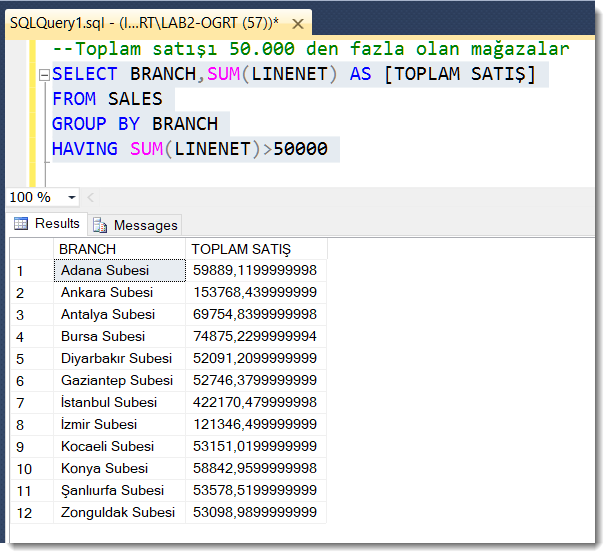 SQLQuery1.sql - (l...RT\LAB2-OGRT (57))*
--Toplam satışı 50.000 den fazla olan mağazalar
SELECT BRANCH,SUM(LINENET) AS [TOPLAM SATIŞ]
FROM SALES
GROUP BY BRANCH
HAVING SUM(LINENET)>50000
100 %
Results Messages
BRANCH TOPLAM SATIŞ
1 Adana Subesi 59889,1199999998
2 Ankara Subesi 153768,439999999
3 Antalya Subesi 69754,8399999998
4 Bursa Subesi 74875,2299999994
5 Diyarbakır Subesi 52091,2099999999
6 Gaziantep Subesi 52746,3799999999
7 İstanbul Subesi 422170,479999998
8 İzmir Subesi 121346,499999999
9 Kocaeli Subesi 53151,0199999999
10 Konya Subesi 58842,9599999998
11 Şanlıurfa Subesi 53578,5199999999
12 Zonguldak Subesi 53098,9899999999